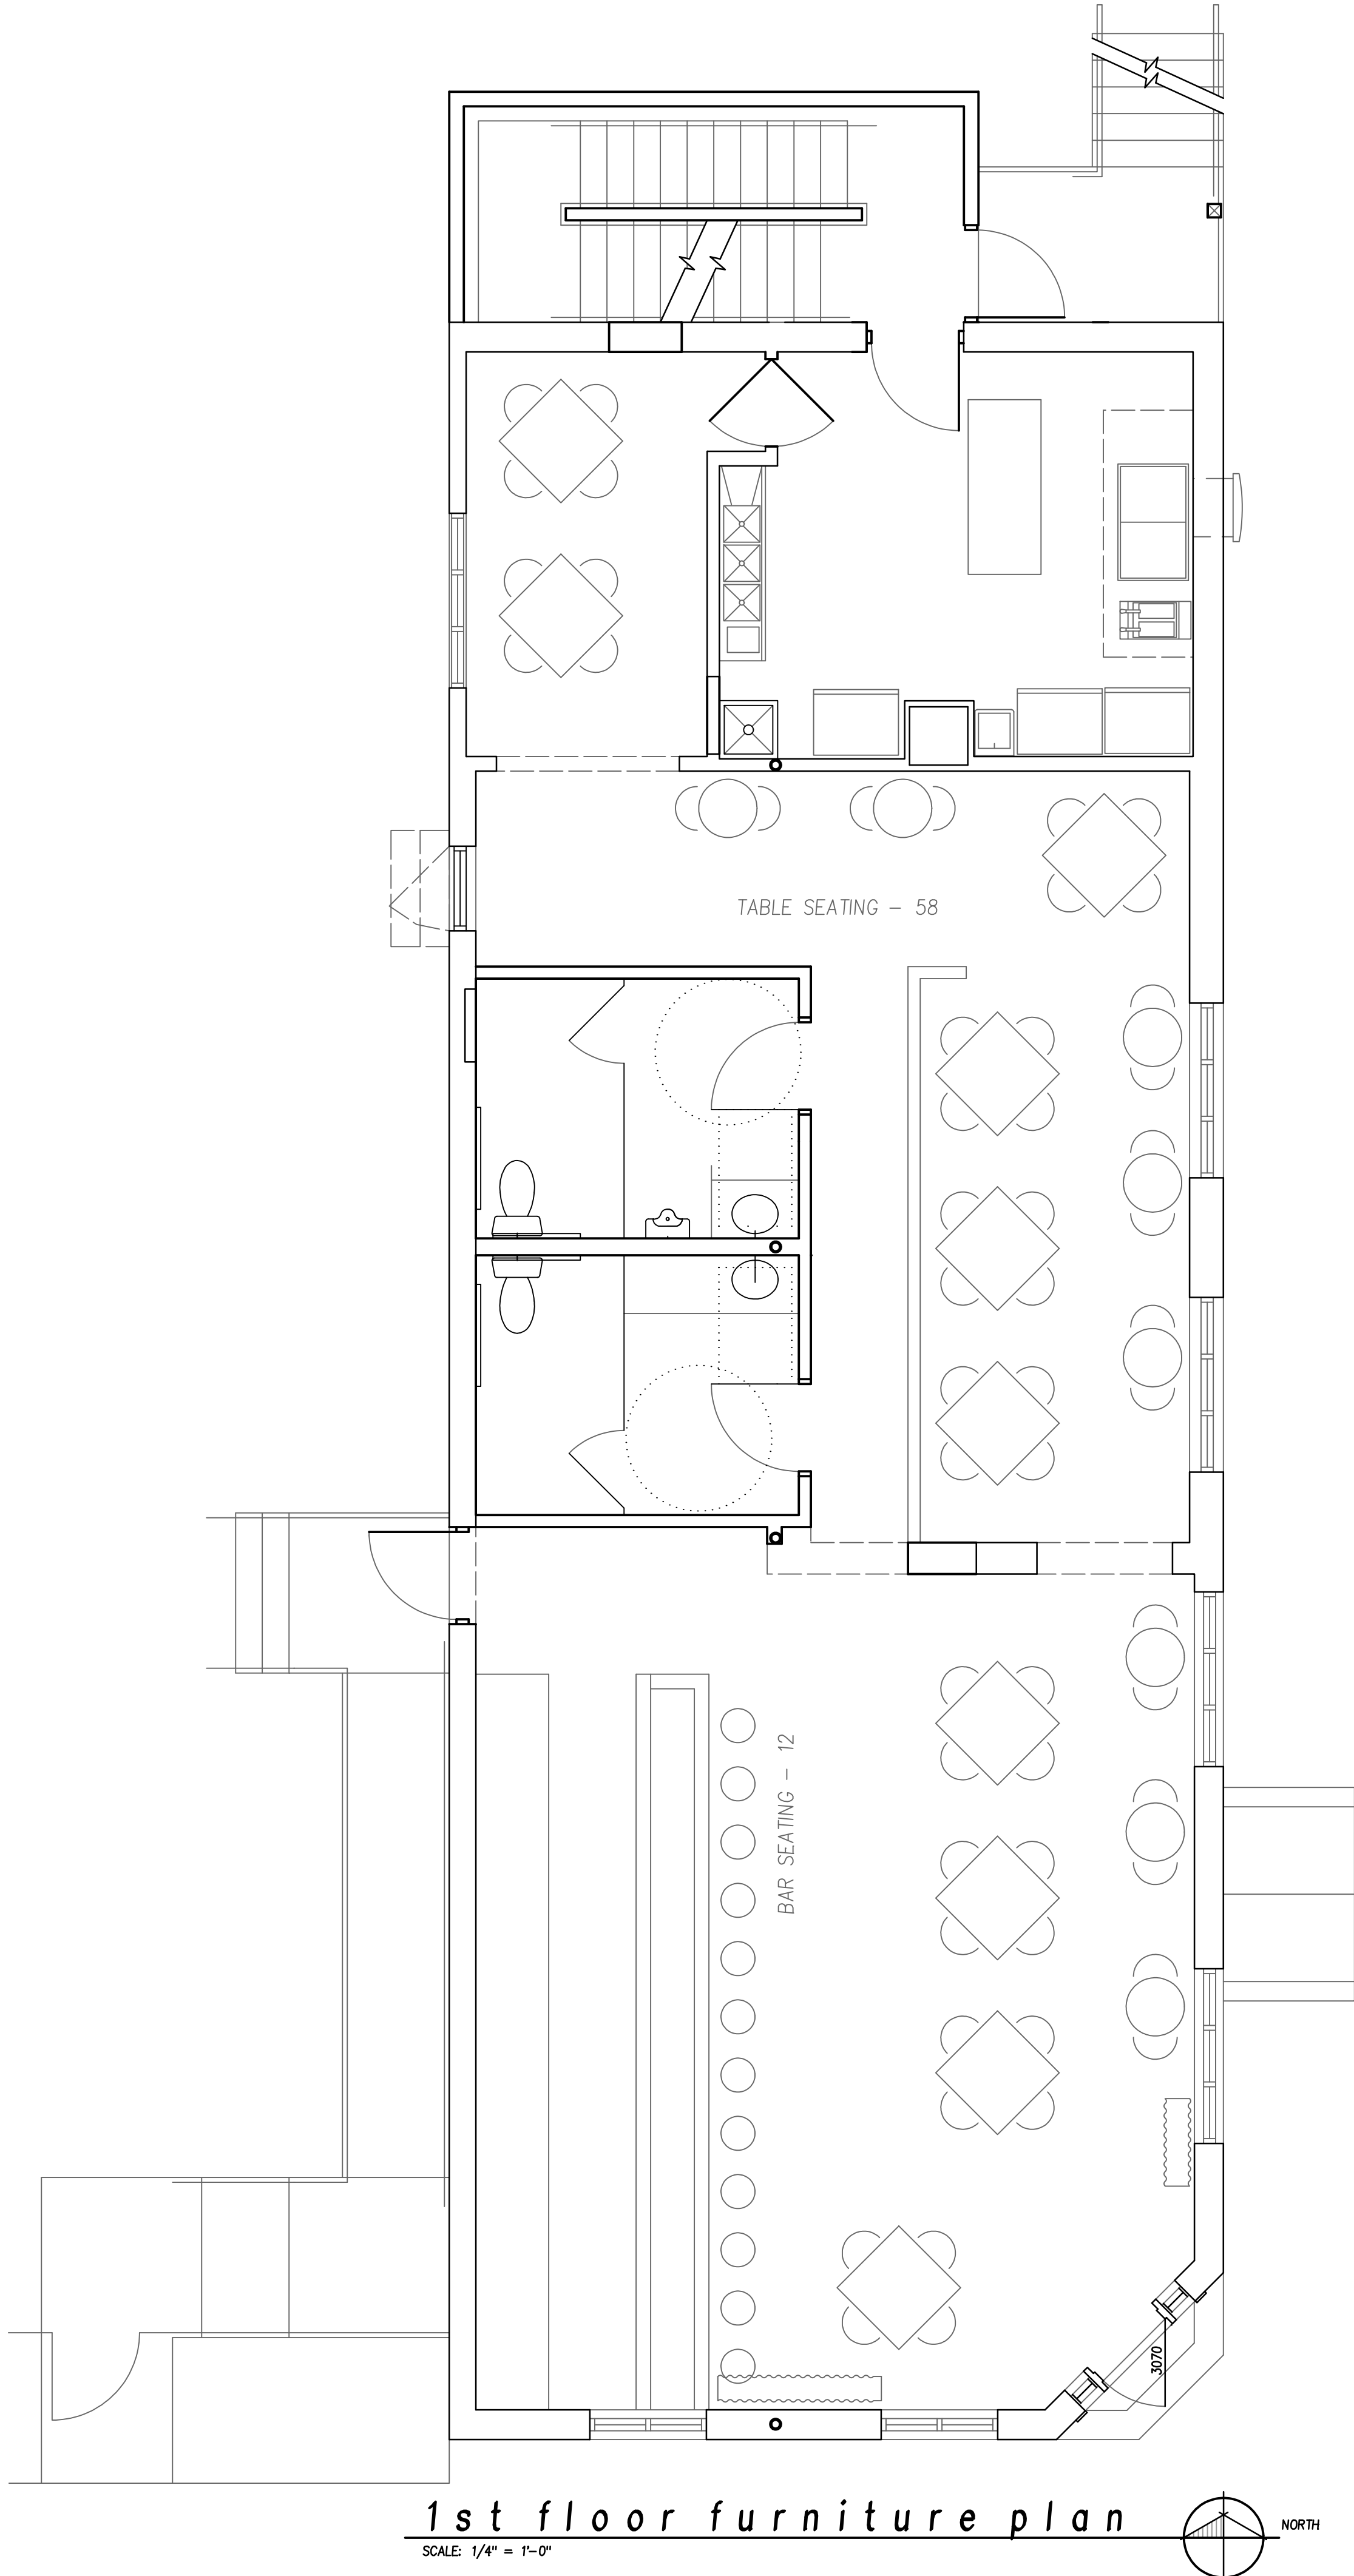 TABLE SEATING – 58
BAR SEATING – 12
3070
1st floor furniture plan
NORTH
SCALE: 1/4" = 1'-0"